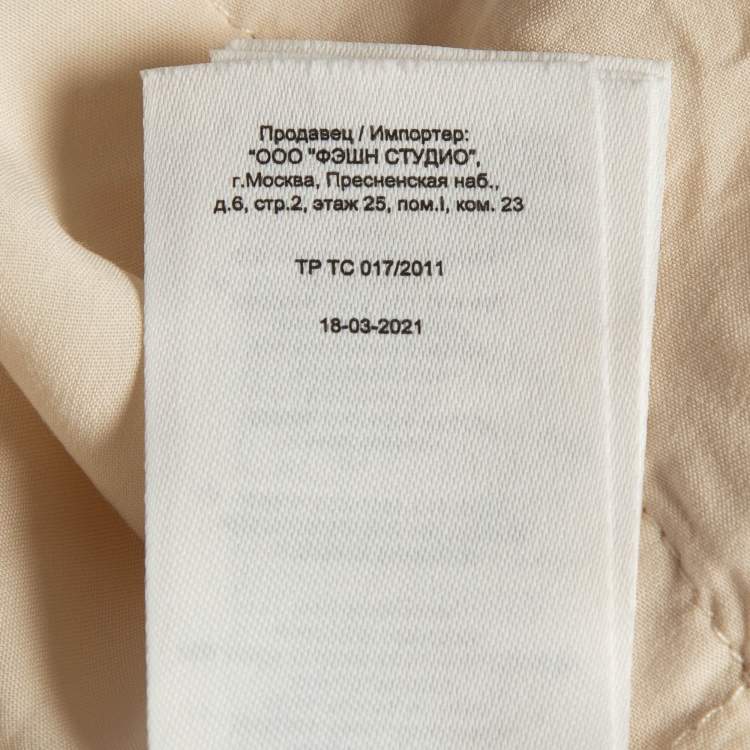 Продавец / Импортер:
"ООО "ФЭШН СТУДИО",
г.Москва, Пресненская наб.,
д.6, стр.2, этаж 25, пом.I, ком. 23
ТР ТС 017/2011
18-03-2021